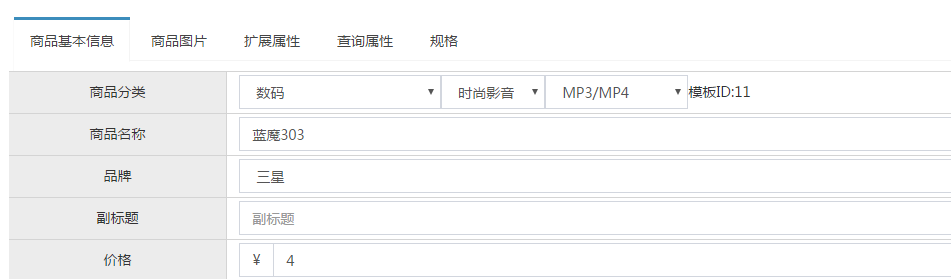 商品基本信息 商品图片 扩展属性 查询属性 规格
商品分类 数码 时尚影音 MP3/MP4 模板ID:11
商品名称 蓝魔303
品牌 三星
副标题 副标题
价格 ¥ 4